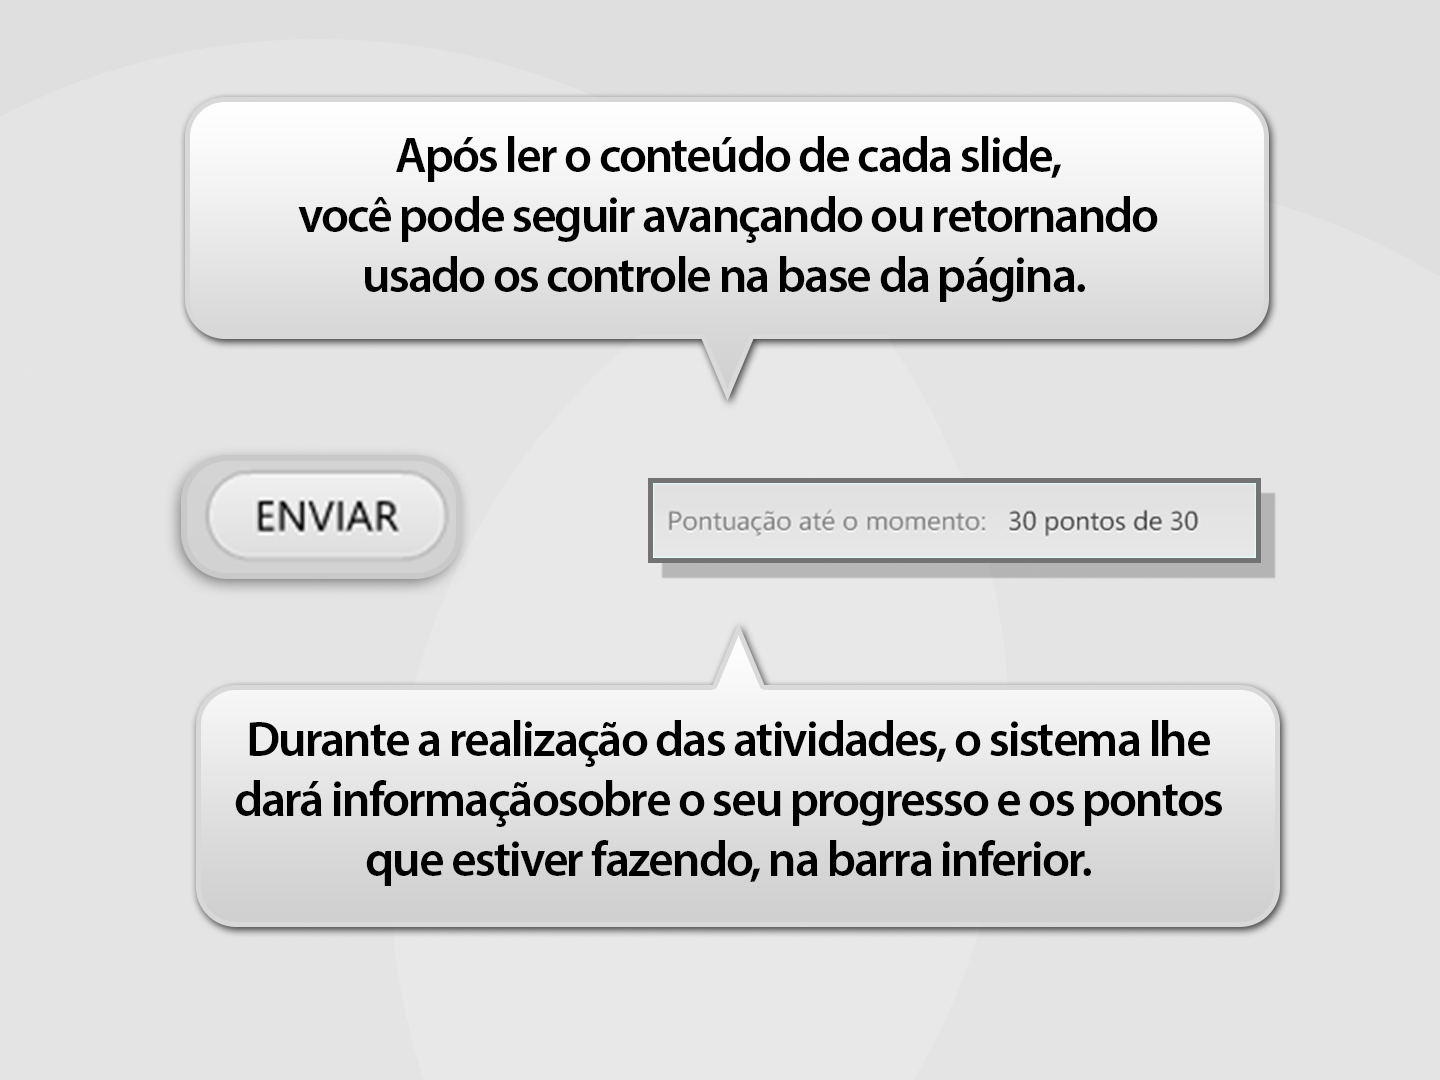 Após ler o conteúdo de cada slide,
você pode seguir avançando ou retornando
usado os controle na base da página.
ENVIAR
Pontuação até o momento: 30 pontos de 30
Durante a realização das atividades, o sistema lhe
dará informaçãosobre o seu progresso e os pontos
que estiver fazendo, na barra inferior.